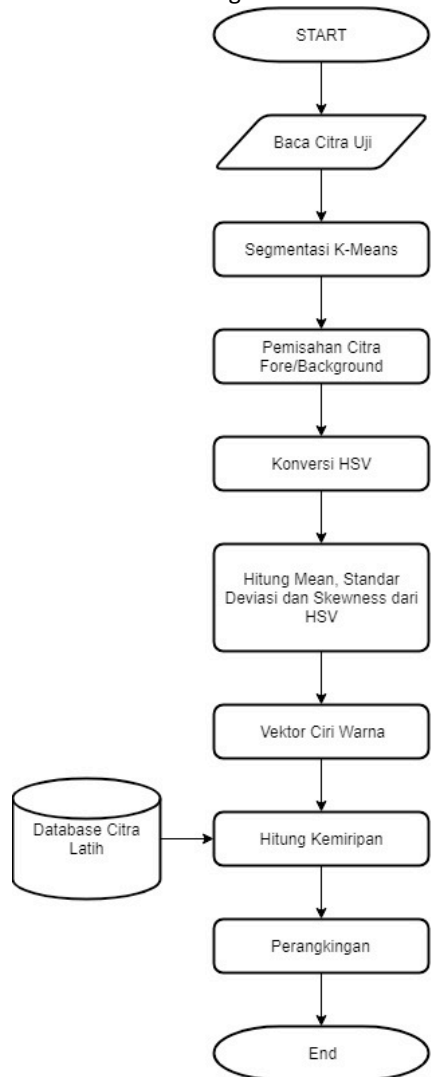 START
Baca Citra Uji
Segmentasi K-Means
Pemisahan Citra
Fore/Background
Konversi HSV
Hitung Mean, Standar
Deviasi dan Skewness dari
HSV
Vektor Ciri Warna
Database Citra
Latih
Hitung Kemiripan
Perangkingan
End